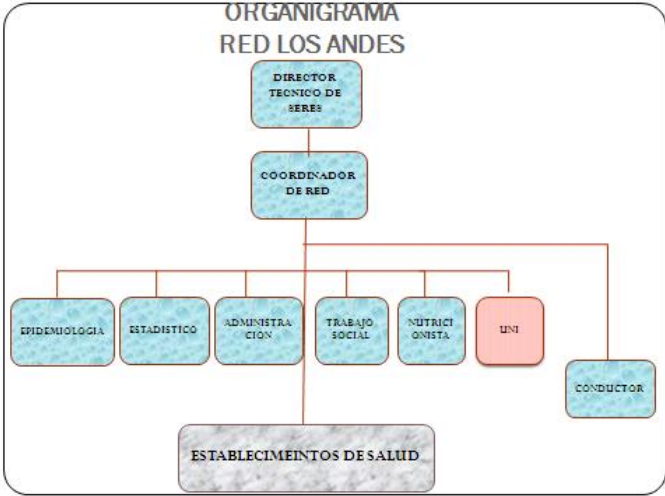 ORGANIGRAMA
RED LOS ANDES
DIRECTOR
TECNICO DE
SERES
COORDINADOR
DE RED
EPIDEMIOLOGIA
ESTADISTICO
ADMINISTRA
CIÓN
TRABAJO
SOCIAL
NUTRICI
ONISTA
UNI
CONDUCTOR
ESTABLECIMEINTOS DE SALUD